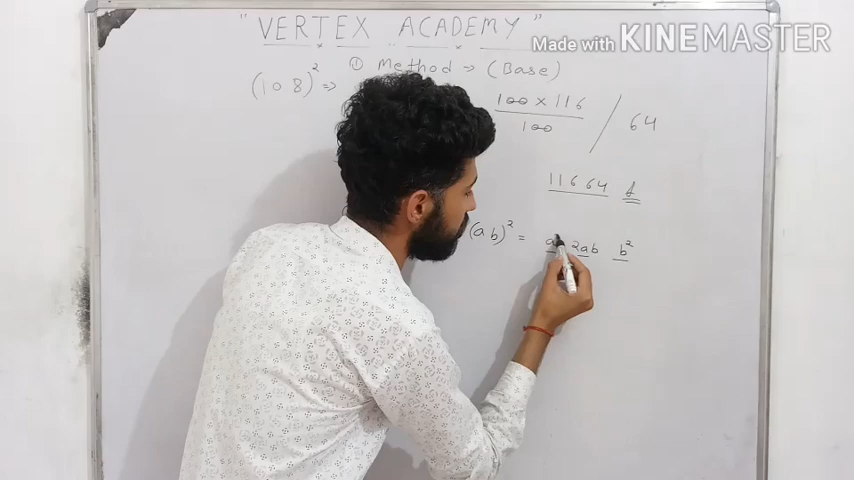 " VERTEX ACADEMY "
Made with KINEMASTER
① Method → (Base)
(108)² ⇒
100 × 116 / 64
100
11664
(ab)² = a 2ab b²